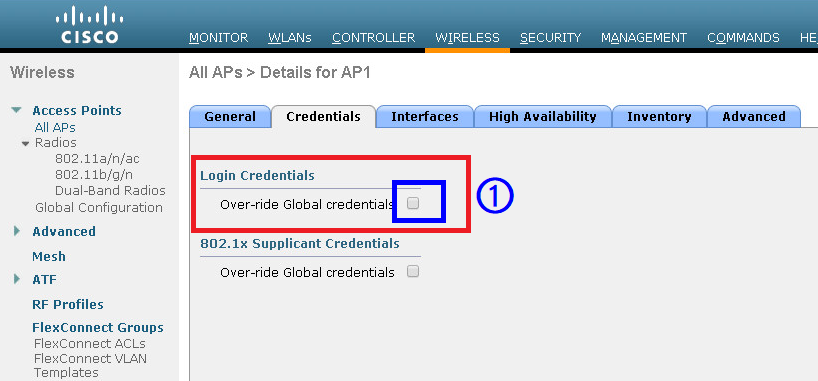 CISCO
MONITOR WLANs CONTROLLER WIRELESS SECURITY MANAGEMENT COMMANDS HE
Wireless
All APs > Details for AP1
Access Points
All APs
Radios
802.11a/n/ac
802.11b/g/n
Dual-Band Radios
Global Configuration
Advanced
Mesh
ATF
RF Profiles
FlexConnect Groups
FlexConnect ACLs
FlexConnect VLAN
Templates
General Credentials Interfaces High Availability Inventory Advanced
Login Credentials
Over-ride Global credentials
①
802.1x Supplicant Credentials
Over-ride Global credentials